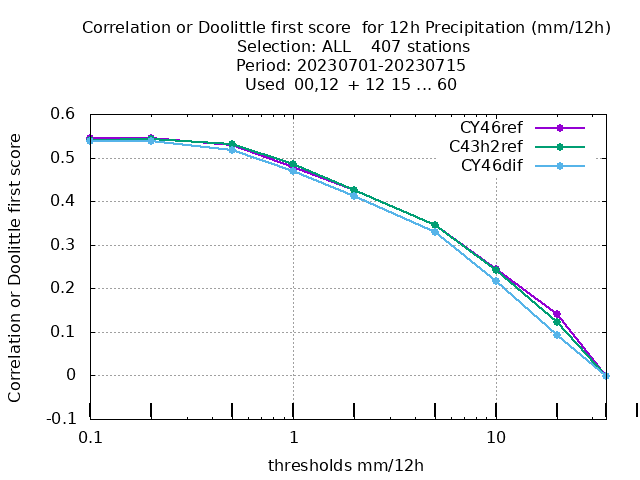 Correlation or Doolittle first score  for 12h Precipitation (mm/12h)
Selection: ALL    407 stations
Period: 20230701-20230715
Used  00,12  + 12 15 ... 60
CY46ref
C43h2ref
CY46dif
Correlation or Doolittle first score
0.6
0.5
0.4
0.3
0.2
0.1
0
-0.1
0.1 1 10
thresholds mm/12h